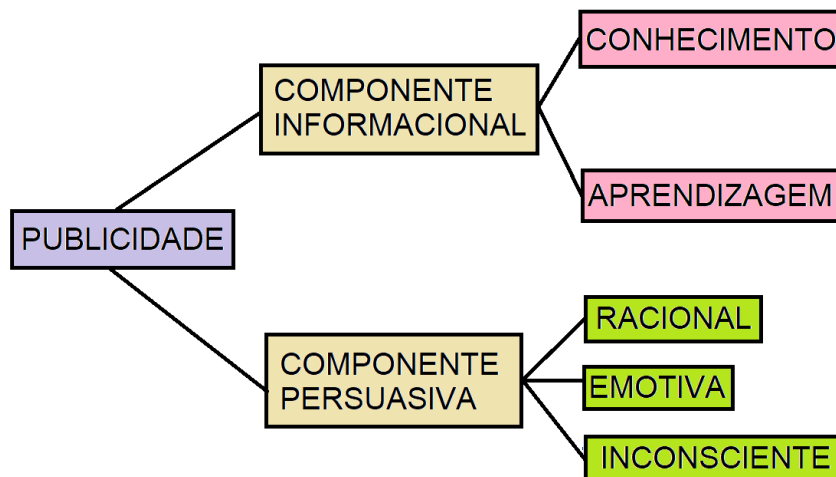 PUBLICIDADE
COMPONENTE
INFORMACIONAL
CONHECIMENTO
APRENDIZAGEM
COMPONENTE
PERSUASIVA
RACIONAL
EMOTIVA
INCONSCIENTE